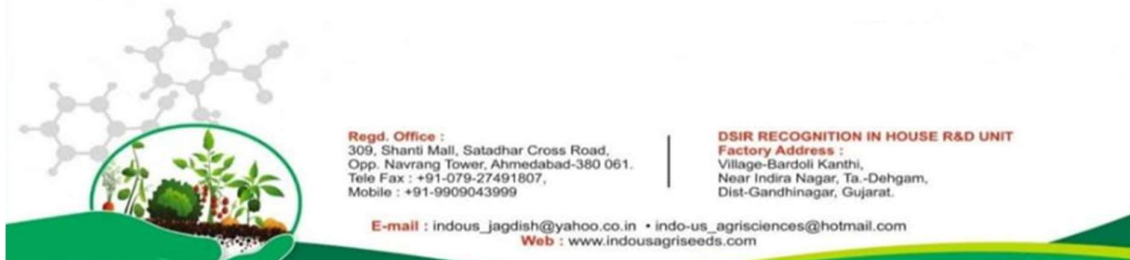 Regd. Office :
309, Shanti Mall, Satadhar Cross Road,
Opp. Navrang Tower, Ahmedabad-380 061.
Tele Fax : +91-079-27491807,
Mobile : +91-9909043999
DSIR RECOGNITION IN HOUSE R&D UNIT
Factory Address :
Village-Bardoli Kanthi,
Near Indira Nagar, Ta.-Dehgam,
Dist-Gandhinagar, Gujarat.
E-mail : indous_jagdish@yahoo.co.in • indo-us_agrisciences@hotmail.com
Web : www.indousagriseeds.com